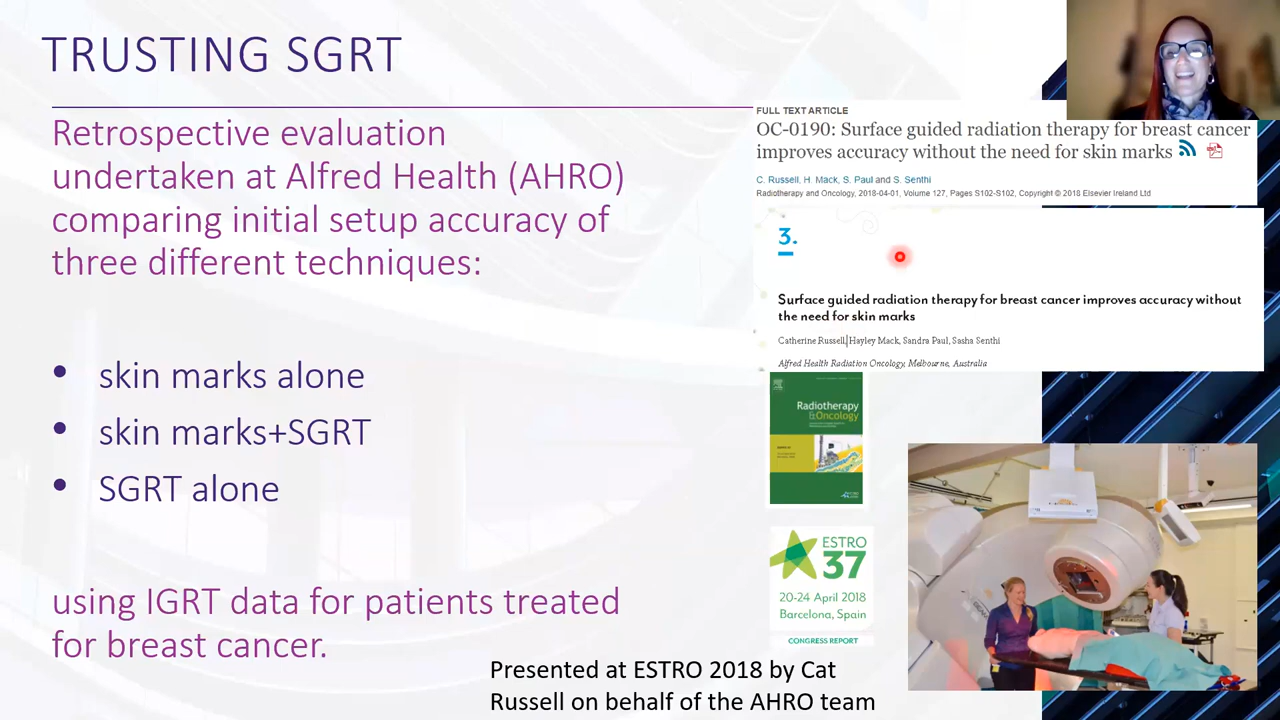 TRUSTING SGRT
Retrospective evaluation
undertaken at Alfred Health (AHRO)
comparing initial setup accuracy of
three different techniques:
• skin marks alone
• skin marks+SGRT
• SGRT alone
using IGRT data for patients treated
for breast cancer.
FULL TEXT ARTICLE
OC-0190: Surface guided radiation therapy for breast cancer
improves accuracy without the need for skin marks
C. Russell, H. Mack, S. Paul and S. Senthi
Radiotherapy and Oncology, 2018-04-01, Volume 127, Pages S102-S102, Copyright © 2018 Elsevier Ireland Ltd
3.
Surface guided radiation therapy for breast cancer improves accuracy without
the need for skin marks
Catherine Russell, Hayley Mack, Sandra Paul, Sasha Senthi
Alfred Health Radiation Oncology, Melbourne, Australia
Radiotherapy
&Oncology
ESTRO
37
20-24 April 2018
Barcelona, Spain
CONGRESS REPORT
Presented at ESTRO 2018 by Cat
Russell on behalf of the AHRO team